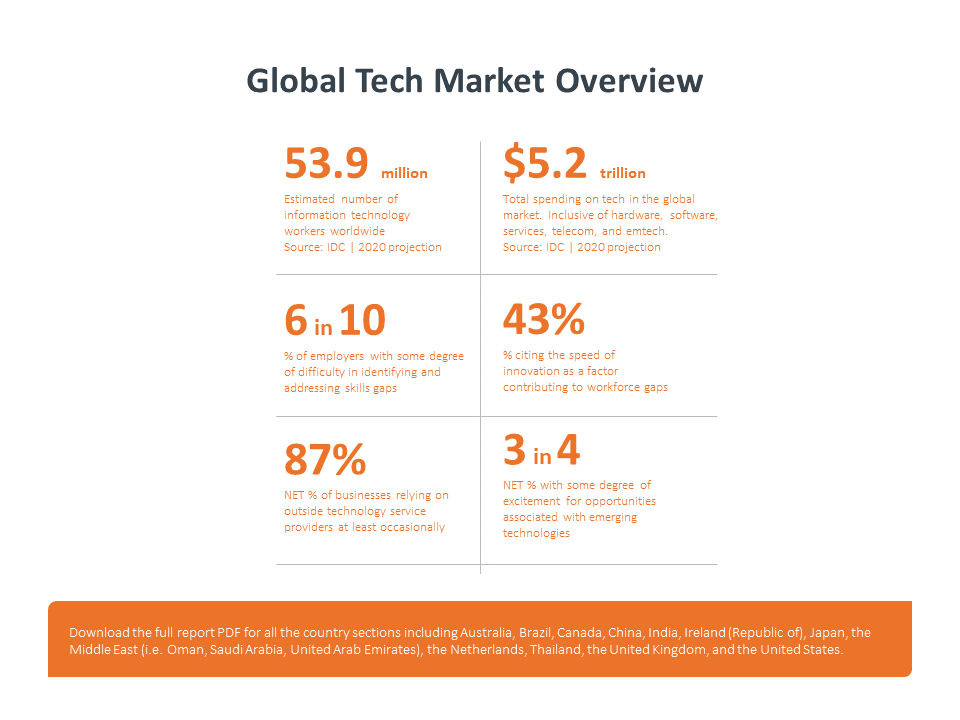 Global Tech Market Overview
53.9 million
Estimated number of
information technology
workers worldwide
Source: IDC | 2020 projection
$5.2 trillion
Total spending on tech in the global
market. Inclusive of hardware, software,
services, telecom, and emtech.
Source: IDC | 2020 projection
6 in 10
% of employers with some degree
of difficulty in identifying and
addressing skills gaps
43%
% citing the speed of
innovation as a factor
contributing to workforce gaps
87%
NET % of businesses relying on
outside technology service
providers at least occasionally
3 in 4
NET % with some degree of
excitement for opportunities
associated with emerging
technologies
Download the full report PDF for all the country sections including Australia, Brazil, Canada, China, India, Ireland (Republic of), Japan, the
Middle East (i.e. Oman, Saudi Arabia, United Arab Emirates), the Netherlands, Thailand, the United Kingdom, and the United States.